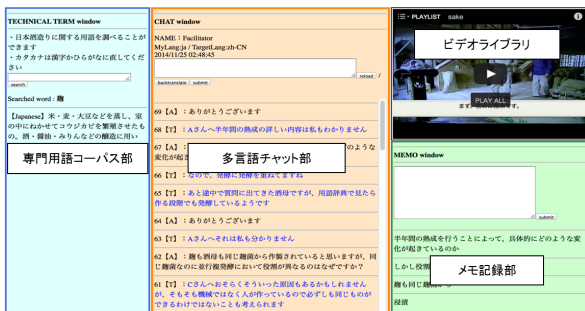 TECHNICAL TERM window
・日本酒造りに関する用語を調べることが
できます
・カタカナは漢字かひらがなに直してくだ
さい
search
Searched word : 麹
【Japanese】米・麦・大豆などを蒸し、室
の中にねかせてコウジカビを繁殖させたも
の。酒・醤油・みりんなどの醸造に用い
専門用語コーパス部
CHAT window
NAME : Facilitator
MyLang:ja / TargetLang:zh-CN
2014/11/25 02:48:45
reload /
backtranslate submit
69【A】：ありがとうございます
68【T】：Aさんへ半年間の熟成の詳しい内容は私もわかりません
67【A】：
のような
変化が起き
多言語チャット部
66【T】：なので、発酵に発酵を重ねてますね
65【T】：あと途中で質問に出てきた酒母ですが、用語辞典で見たら
作る段階でも発酵しているようです
64【A】：ありがとうございます
63【T】：Aさんへそれは私も分かりません
62【A】：麹も酒母も同じ麹菌から作製されていると思いますが、同
じ麹菌なのに並行複発酵において役割が異なるのはなぜですか？
61【T】：Cさんへおそらくそういった原因もあるかもしれません
が、そもそも機械ではなく人が作っているので必ずしも同じものが
できるわけではないことも考えられます
PLAYLIST sake
ビデオライブラリ
PLAY ALL
MEMO window
submit
半年間の熟成を行うことによって、具体的にどのような変
化が起きているのか
しかし役割
メモ記録部
麹も同じ麹菌から
浸漬